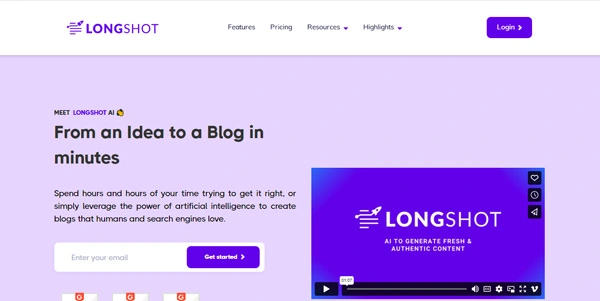 LONGSHOT
Features
Pricing
Resources
Highlights
Login
MEET LONGSHOT AI
From an Idea to a Blog in
minutes
Spend hours and hours of your time trying to get it right, or
simply leverage the power of artificial intelligence to create
blogs that humans and search engines love.
Enter your email
Get started
LONGSHOT
AI TO GENERATE FRESH &
AUTHENTIC CONTENT
01:07
CC
G
G
G